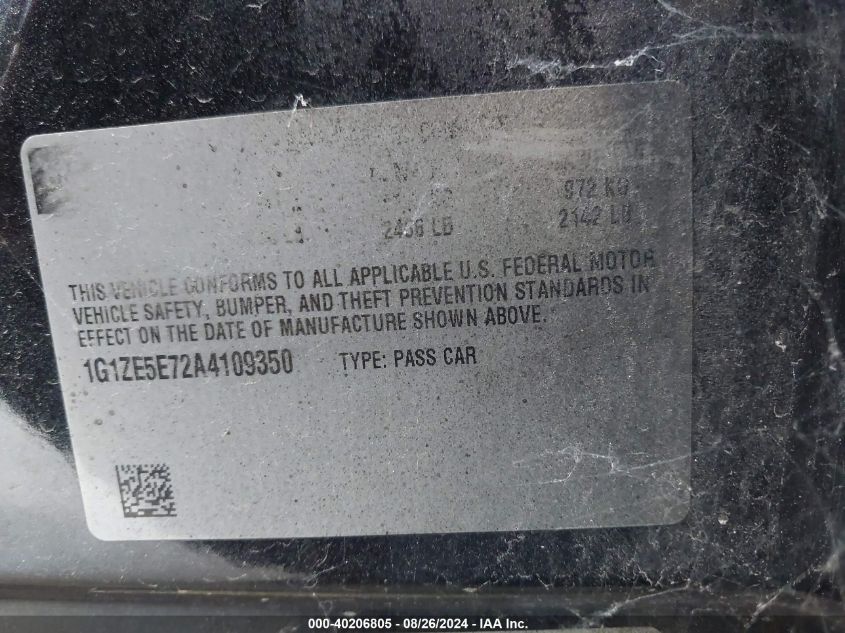 972 KG
2142 LB
THIS VEHICLE CONFORMS TO ALL APPLICABLE U.S. FEDERAL MOTOR
VEHICLE SAFETY, BUMPER, AND THEFT PREVENTION STANDARDS IN
EFFECT ON THE DATE OF MANUFACTURE SHOWN ABOVE.
1G1ZE5E72A4109350 TYPE: PASS CAR
000-40206805 - 08/26/2024 - IAA Inc.